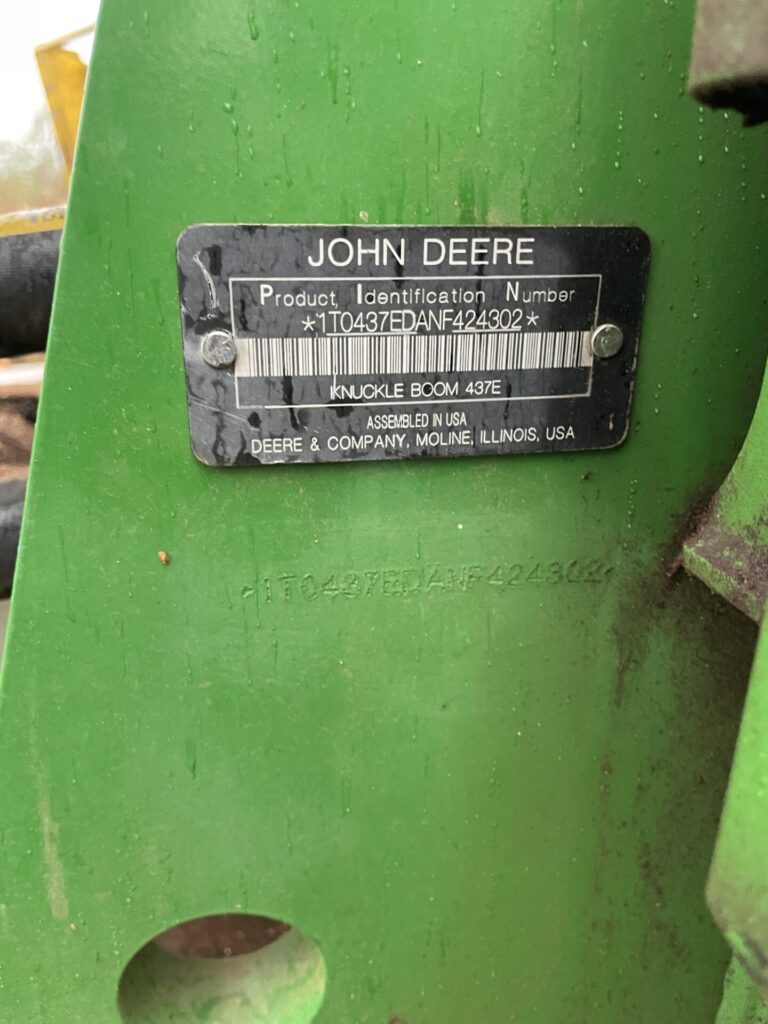 JOHN DEERE
Product Identification Number
*1T0437EDANF424302*
KNUCKLE BOOM 437E
ASSEMBLED IN USA
DEERE & COMPANY, MOLINE, ILLINOIS, USA
*1T0437EDANF424302*